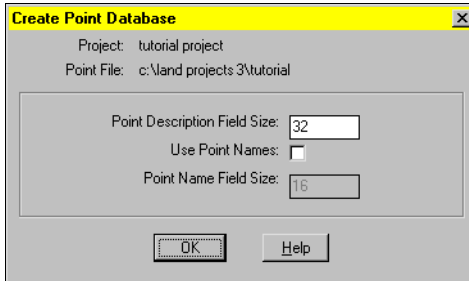 Create Point Database
Project: tutorial project
Point File: c:\land projects 3\tutorial
Point Description Field Size: 32
Use Point Names:
Point Name Field Size: 16
OK Help